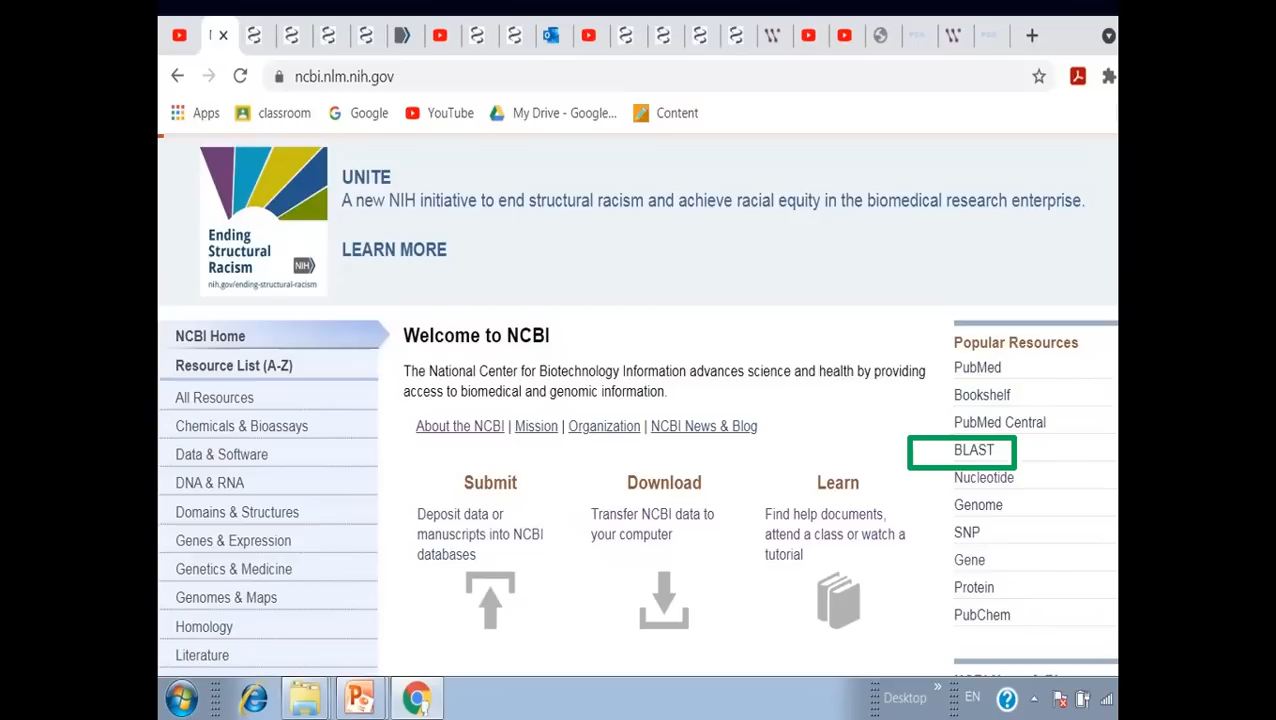 ncbi.nlm.nih.gov
Apps
classroom
Google
YouTube
My Drive - Google...
Content
UNITE
A new NIH initiative to end structural racism and achieve racial equity in the biomedical research enterprise.
LEARN MORE
Ending
Structural
Racism
NIH
nih.gov/ending-structural-racism
NCBI Home
Resource List (A-Z)
All Resources
Chemicals & Bioassays
Data & Software
DNA & RNA
Domains & Structures
Genes & Expression
Genetics & Medicine
Genomes & Maps
Homology
Literature
Welcome to NCBI
The National Center for Biotechnology Information advances science and health by providing
access to biomedical and genomic information.
About the NCBI | Mission | Organization | NCBI News & Blog
Submit
Deposit data or
manuscripts into NCBI
databases
Download
Transfer NCBI data to
your computer
Learn
Find help documents,
attend a class or watch a
tutorial
Popular Resources
PubMed
Bookshelf
PubMed Central
BLAST
Nucleotide
Genome
SNP
Gene
Protein
PubChem
Desktop
EN